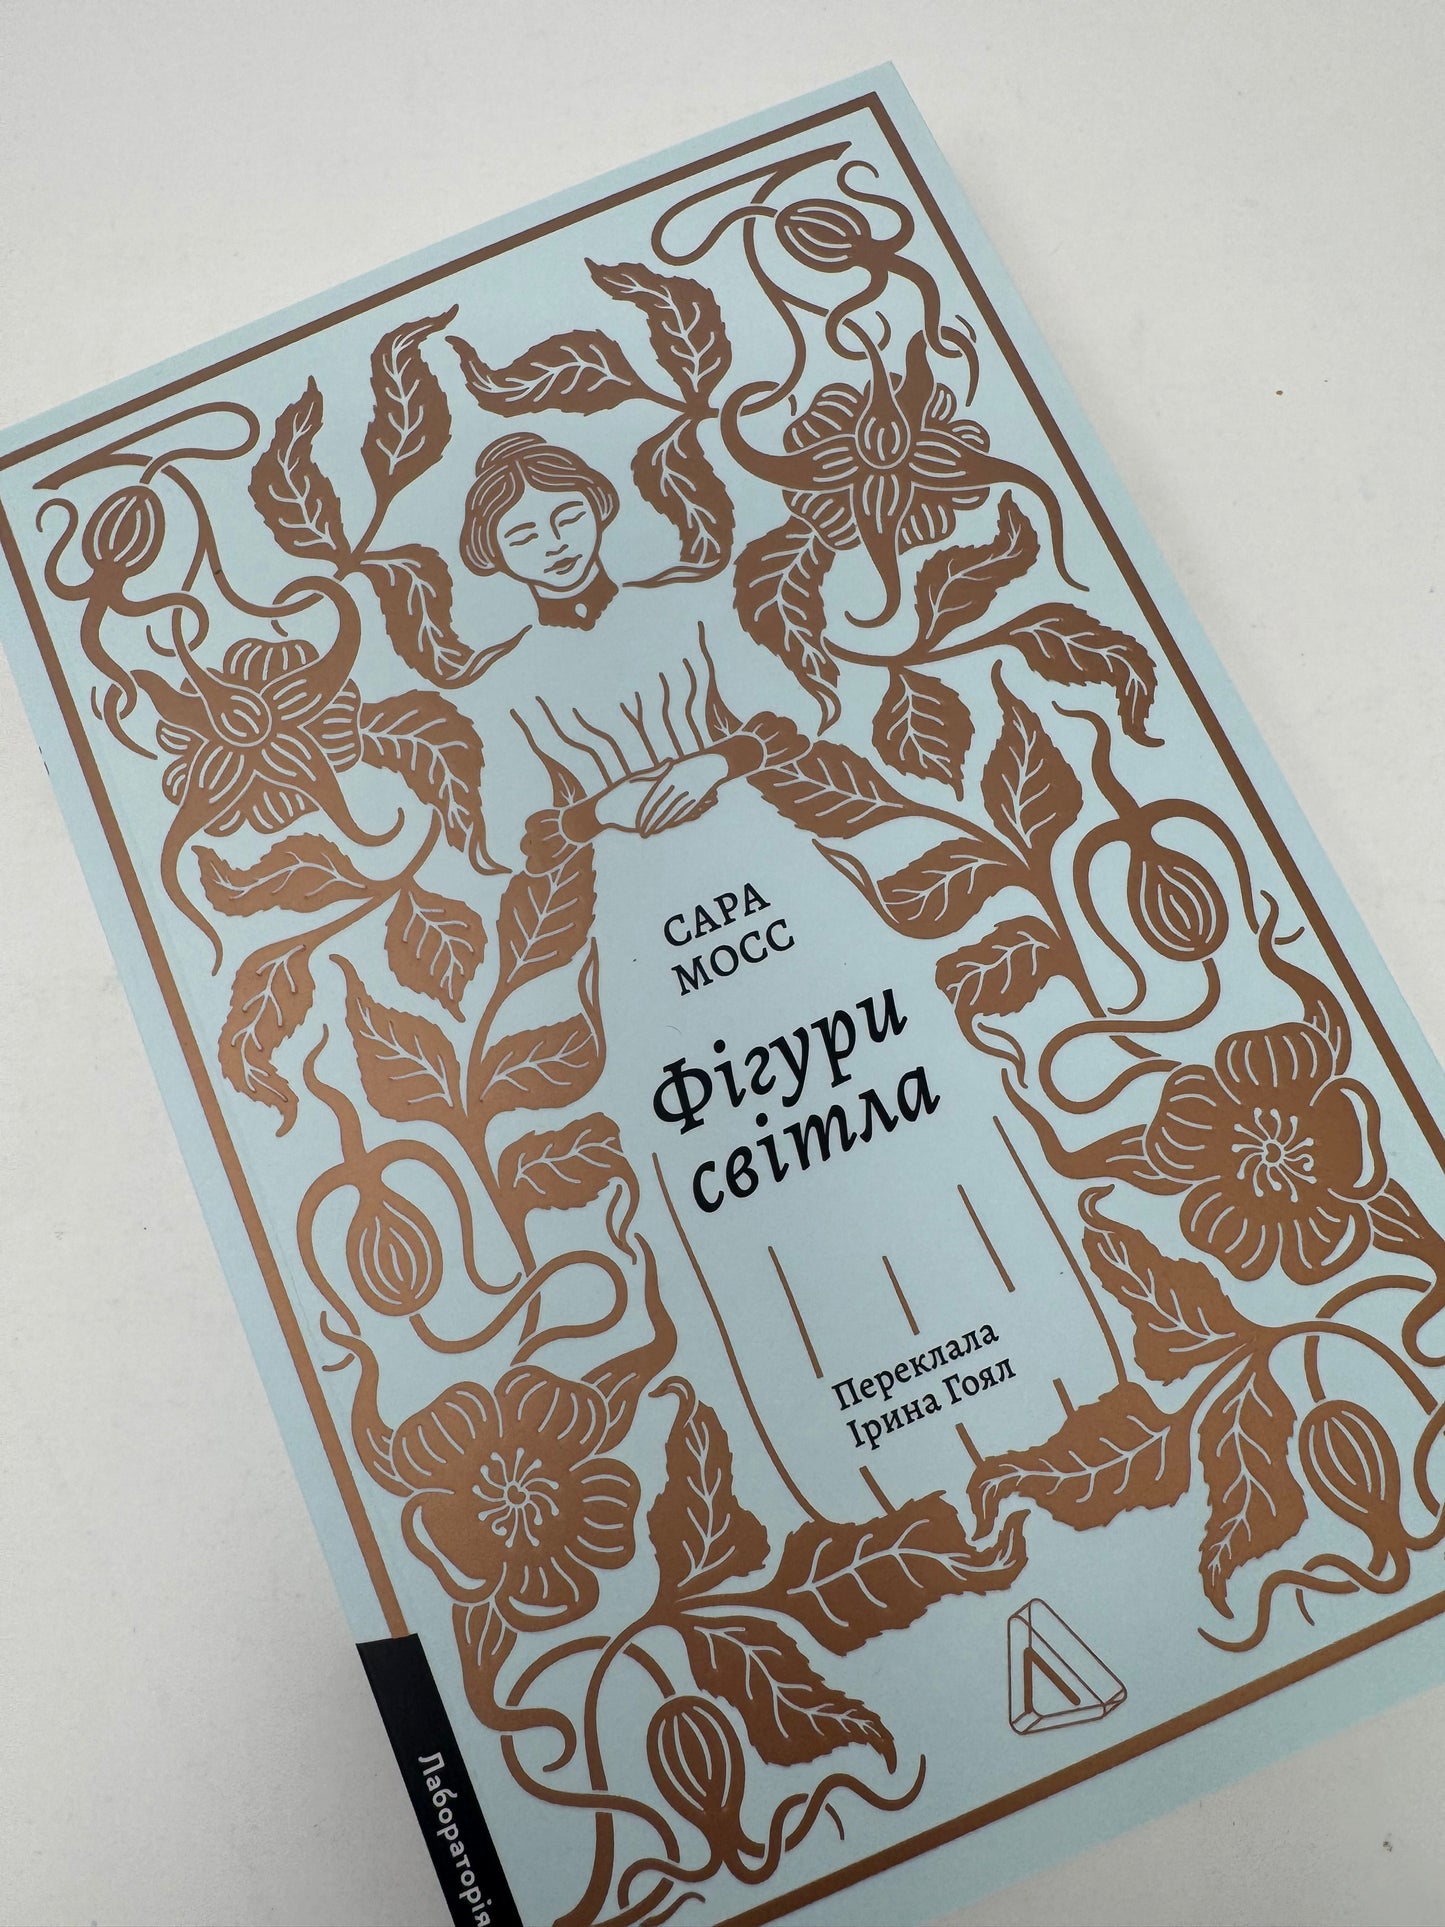 САРА
МОСС
Фігури
світла
Переклала
Ірина Гоял
Л
Лабораторія